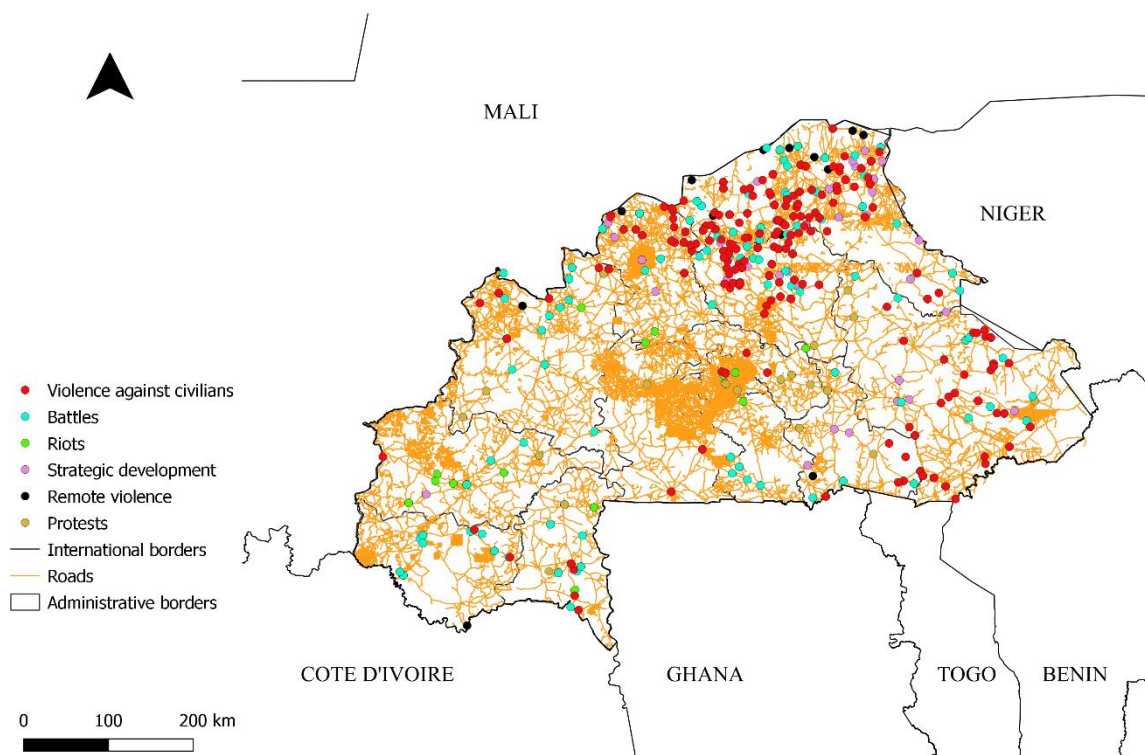 MALI
NIGER
Violence against civilians
Battles
Riots
Strategic development
Remote violence
Protests
International borders
Roads
Administrative borders
COTE D'IVOIRE
GHANA
TOGO
BENIN
0 100 200 km